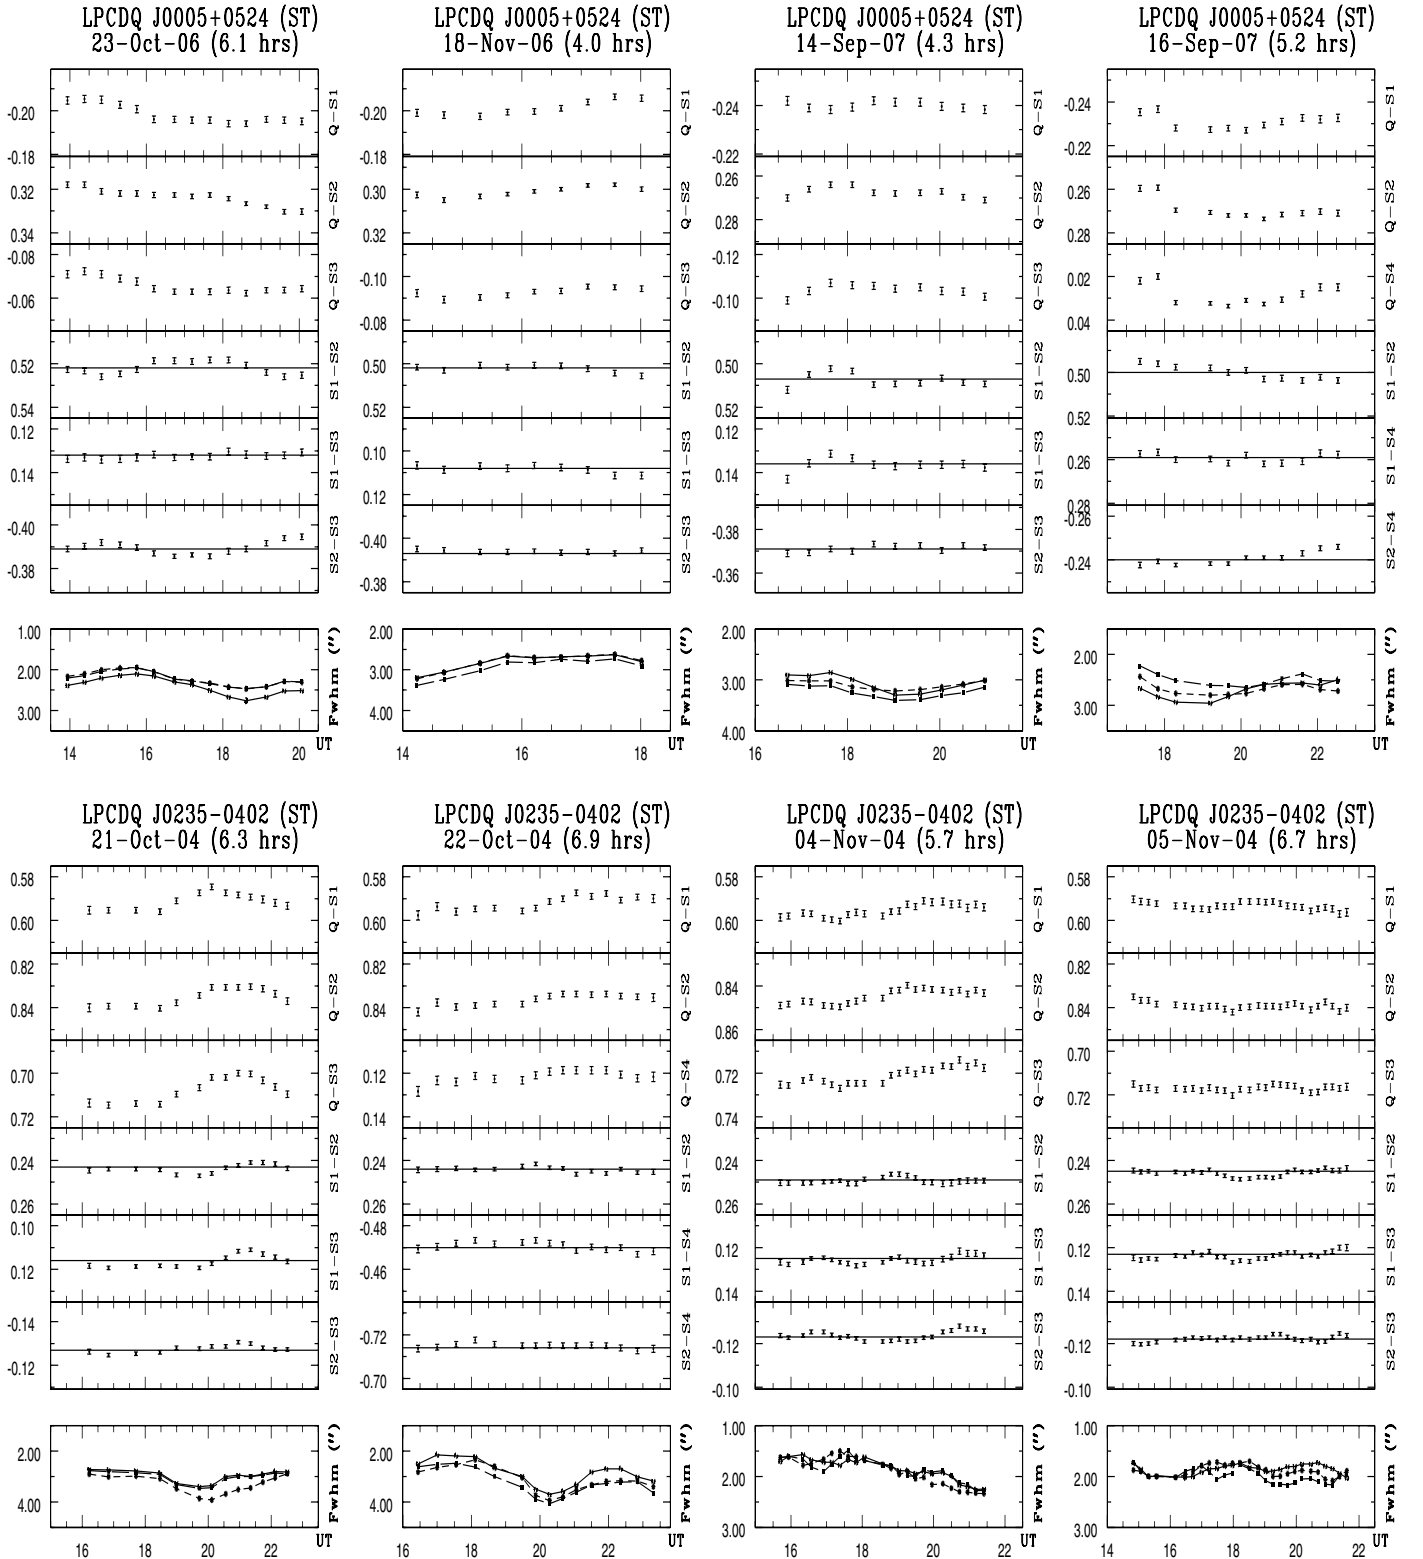 LPCDQ J0005+0524 (ST)
23-Oct-06 (6.1 hrs)
-0.20
-0.18
Q-S1
0.32
0.34
Q-S2
-0.08
-0.06
Q-S3
0.52
0.54
S1-S2
0.12
0.14
S1-S3
-0.40
-0.38
S2-S3
1.00
2.00
3.00
Fwhm (")
14
16
18
20
UT
LPCDQ J0005+0524 (ST)
18-Nov-06 (4.0 hrs)
-0.20
-0.18
Q-S1
0.30
0.32
Q-S2
-0.10
-0.08
Q-S3
0.50
0.52
S1-S2
0.10
0.12
S1-S3
-0.40
-0.38
S2-S3
2.00
3.00
4.00
Fwhm (")
14
16
18
UT
LPCDQ J0005+0524 (ST)
14-Sep-07 (4.3 hrs)
-0.24
-0.22
Q-S1
0.26
0.28
Q-S2
-0.12
-0.10
Q-S3
0.50
0.52
S1-S2
0.12
0.14
S1-S3
-0.38
-0.36
S2-S3
2.00
3.00
4.00
Fwhm (")
16
18
20
UT
LPCDQ J0005+0524 (ST)
16-Sep-07 (5.2 hrs)
-0.24
-0.22
Q-S1
0.26
0.28
Q-S2
0.02
0.04
Q-S4
0.50
0.52
S1-S2
0.26
0.28
S1-S4
-0.26
-0.24
S2-S4
2.00
3.00
Fwhm (")
18
20
22
UT
LPCDQ J0235-0402 (ST)
21-Oct-04 (6.3 hrs)
0.58
0.60
Q-S1
0.82
0.84
Q-S2
0.70
0.72
Q-S3
0.24
0.26
S1-S2
0.10
0.12
S1-S3
-0.14
-0.12
S2-S3
2.00
4.00
Fwhm (")
16
18
20
22
UT
LPCDQ J0235-0402 (ST)
22-Oct-04 (6.9 hrs)
0.58
0.60
Q-S1
0.82
0.84
Q-S2
0.12
0.14
Q-S4
0.24
0.26
S1-S2
-0.48
-0.46
S1-S4
-0.72
-0.70
S2-S4
2.00
4.00
Fwhm (")
16
18
20
22
UT
LPCDQ J0235-0402 (ST)
04-Nov-04 (5.7 hrs)
0.58
0.60
Q-S1
0.84
0.86
Q-S2
0.72
0.74
Q-S3
0.24
0.26
S1-S2
0.12
0.14
S1-S3
-0.12
-0.10
S2-S3
1.00
2.00
3.00
Fwhm (")
16
18
20
22
UT
LPCDQ J0235-0402 (ST)
05-Nov-04 (6.7 hrs)
0.58
0.60
Q-S1
0.82
0.84
Q-S2
0.70
0.72
Q-S3
0.24
0.26
S1-S2
0.12
0.14
S1-S3
-0.12
-0.10
S2-S3
1.00
2.00
3.00
Fwhm (")
14
16
18
20
22
UT